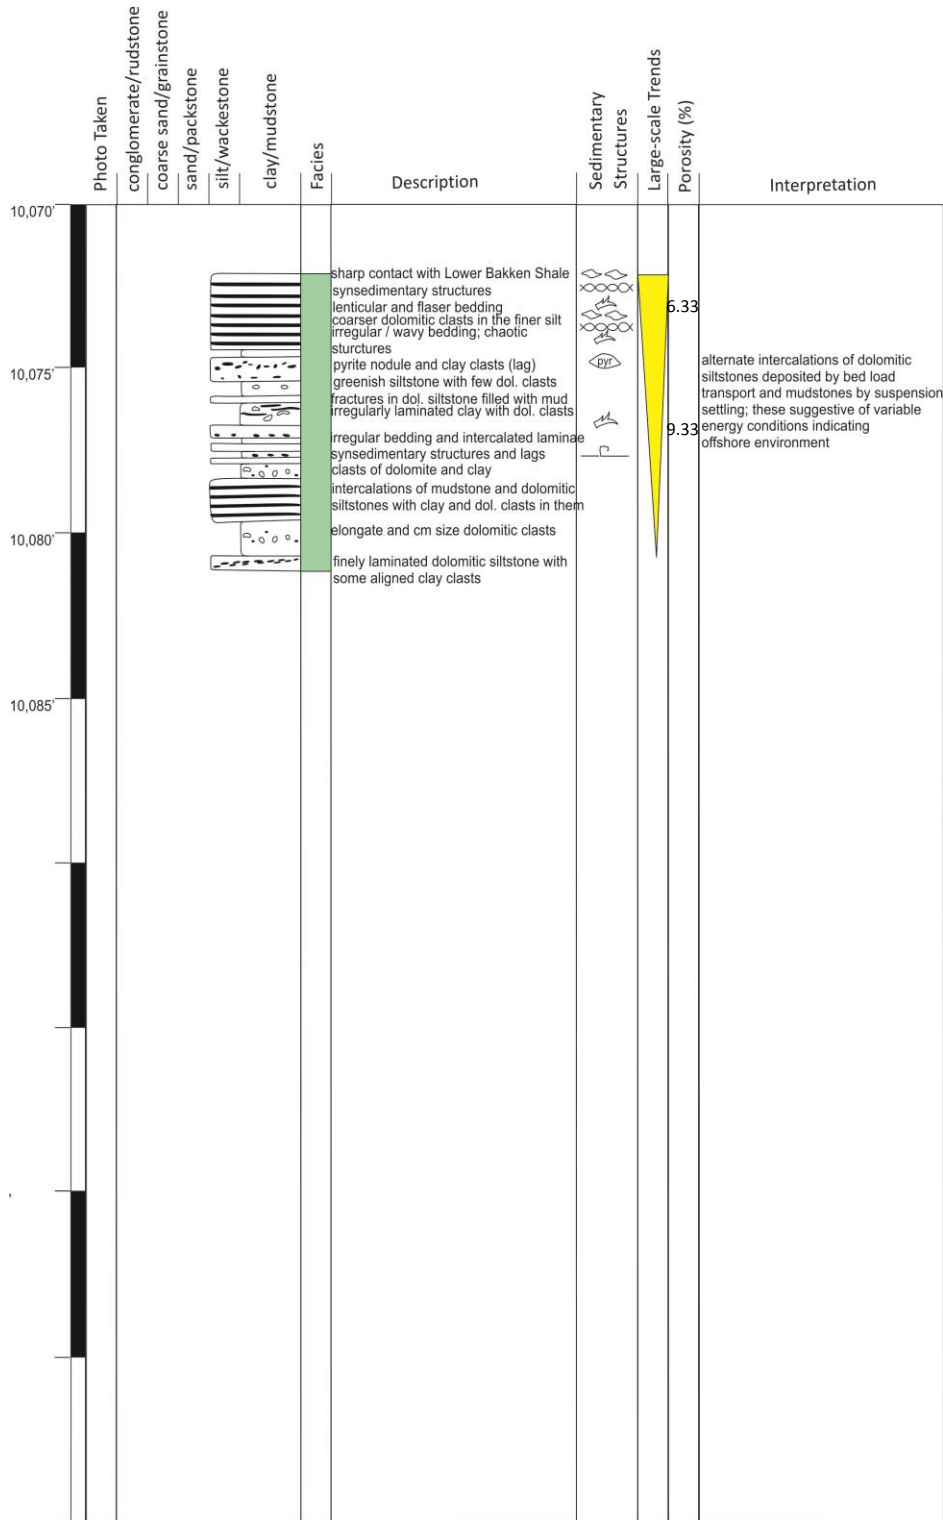 Photo Taken
conglomerate/rudstone
coarse sand/grainstone
sand/packstone
silt/wackestone
clay/mudstone
Facies
Description
Sedimentary
Structures
Large-scale Trends
Porosity (%)
Interpretation
10,070'
sharp contact with Lower Bakken Shale
synsedimentary structures
lenticular and flaser bedding
6.33
coarser dolomitic clasts in the finer silt
irregular / wavy bedding; chaotic
sturctures
10,075'
pyrite nodule and clay clasts (lag)
pyr
greenish siltstone with few dol. clasts
fractures in dol. siltstone filled with mud
irregularly laminated clay with dol. clasts
9.33
irregular bedding and intercalated laminae
synsedimentary structures and lags
clasts of dolomite and clay
intercalations of mudstone and dolomitic
siltstones with clay and dol. clasts in them
10,080'
elongate and cm size dolomitic clasts
finely laminated dolomitic siltstone with
some aligned clay clasts
alternate intercalations of dolomitic
siltstones deposited by bed load
transport and mudstones by suspension
settling; these suggestive of variable
energy conditions indicating
offshore environment
10,085'
,